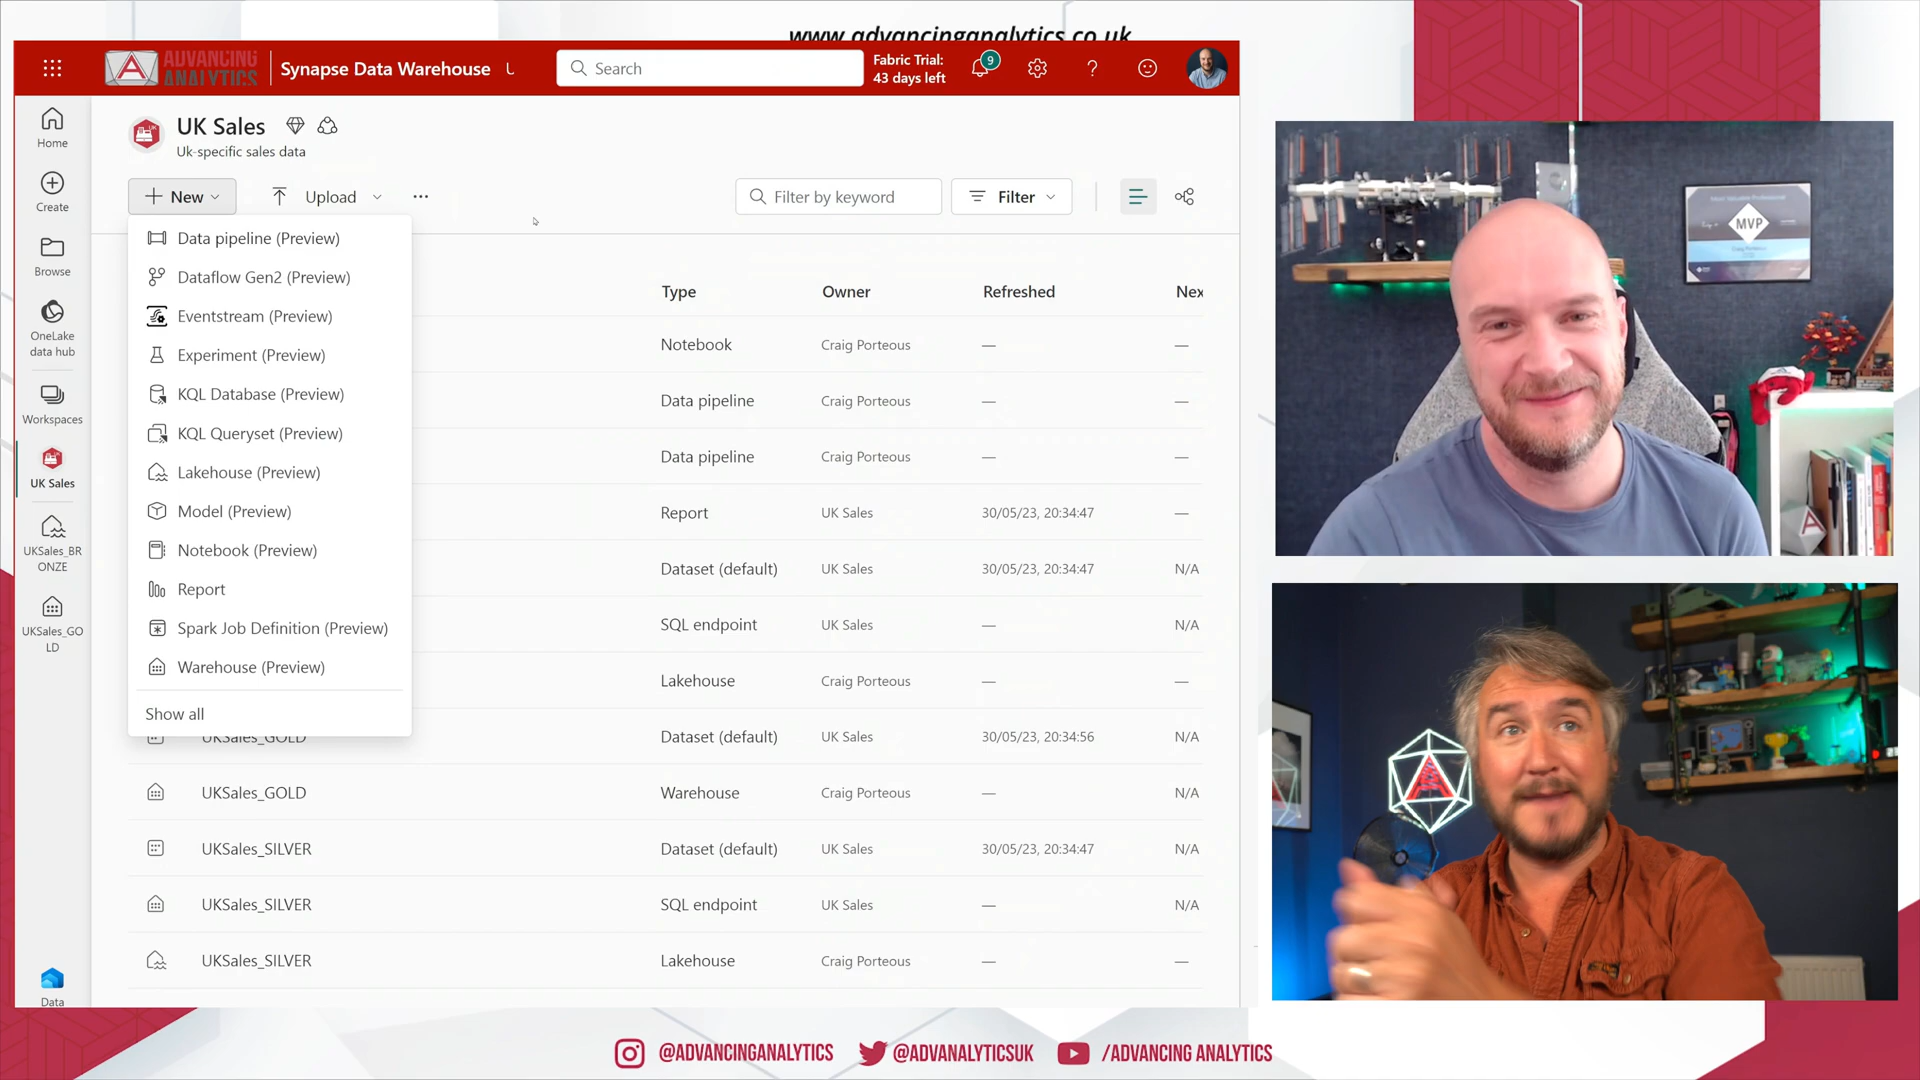 www.advancinganalytics.co.uk
ADVANCING
ANALYTICS
Synapse Data Warehouse
Search
Fabric Trial:
43 days left
9
Home
Create
Browse
OneLake
data hub
Workspaces
UK Sales
UKSales_BR
ONZE
UKSales_GO
LD
Data
UK Sales
Uk-specific sales data
New
Upload
Filter by keyword
Filter
Data pipeline (Preview)
Dataflow Gen2 (Preview)
Eventstream (Preview)
Experiment (Preview)
KQL Database (Preview)
KQL Queryset (Preview)
Lakehouse (Preview)
Model (Preview)
Notebook (Preview)
Report
Spark Job Definition (Preview)
Warehouse (Preview)
Show all
Type Owner Refreshed Nex
Notebook Craig Porteous — —
Data pipeline Craig Porteous — —
Data pipeline Craig Porteous — —
Report UK Sales 30/05/23, 20:34:47 —
Dataset (default) UK Sales 30/05/23, 20:34:47 N/A
SQL endpoint UK Sales — N/A
Lakehouse Craig Porteous — —
UKSales_GOLD Dataset (default) UK Sales 30/05/23, 20:34:56 N/A
UKSales_GOLD Warehouse Craig Porteous — N/A
UKSales_SILVER Dataset (default) UK Sales 30/05/23, 20:34:47 N/A
UKSales_SILVER SQL endpoint UK Sales — N/A
UKSales_SILVER Lakehouse Craig Porteous — —
MVP
@ADVANCINGANALYTICS
@ADVANALYTICSUK
/ADVANCING ANALYTICS